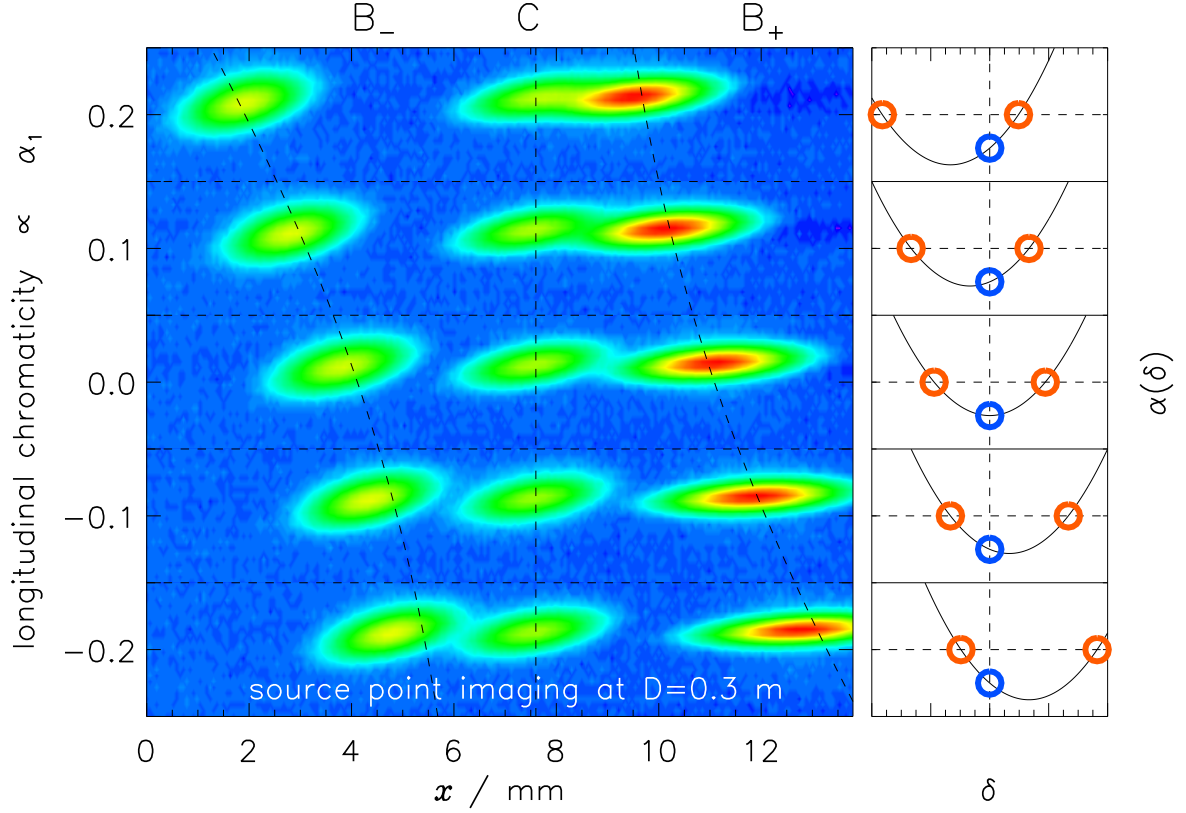 B₋ C B₊
longitudinal chromaticity ∝ α₁
0.2
0.1
0.0
−0.1
−0.2
source point imaging at D=0.3 m
0 2 4 6 8 10 12
x / mm
δ
α(δ)